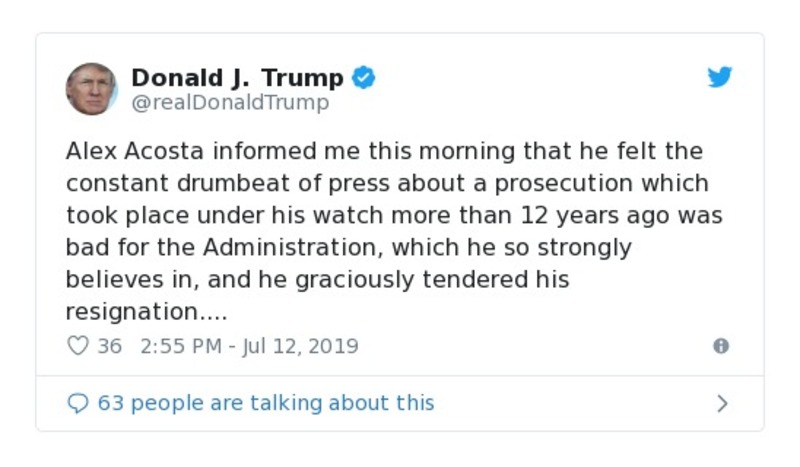 Donald J. Trump
@realDonaldTrump
Alex Acosta informed me this morning that he felt the
constant drumbeat of press about a prosecution which
took place under his watch more than 12 years ago was
bad for the Administration, which he so strongly
believes in, and he graciously tendered his
resignation....
36 2:55 PM - Jul 12, 2019
63 people are talking about this